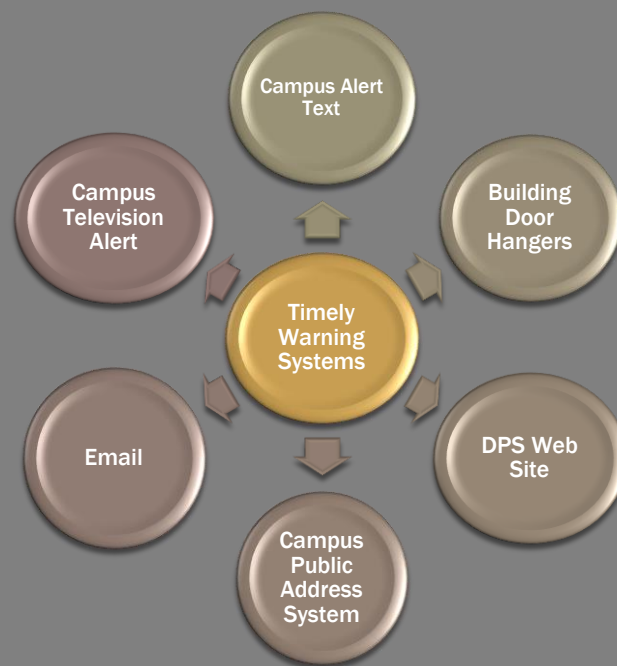 Campus Alert
Text
Building
Door
Hangers
DPS Web
Site
Campus
Public
Address
System
Email
Campus
Television
Alert
Timely
Warning
Systems